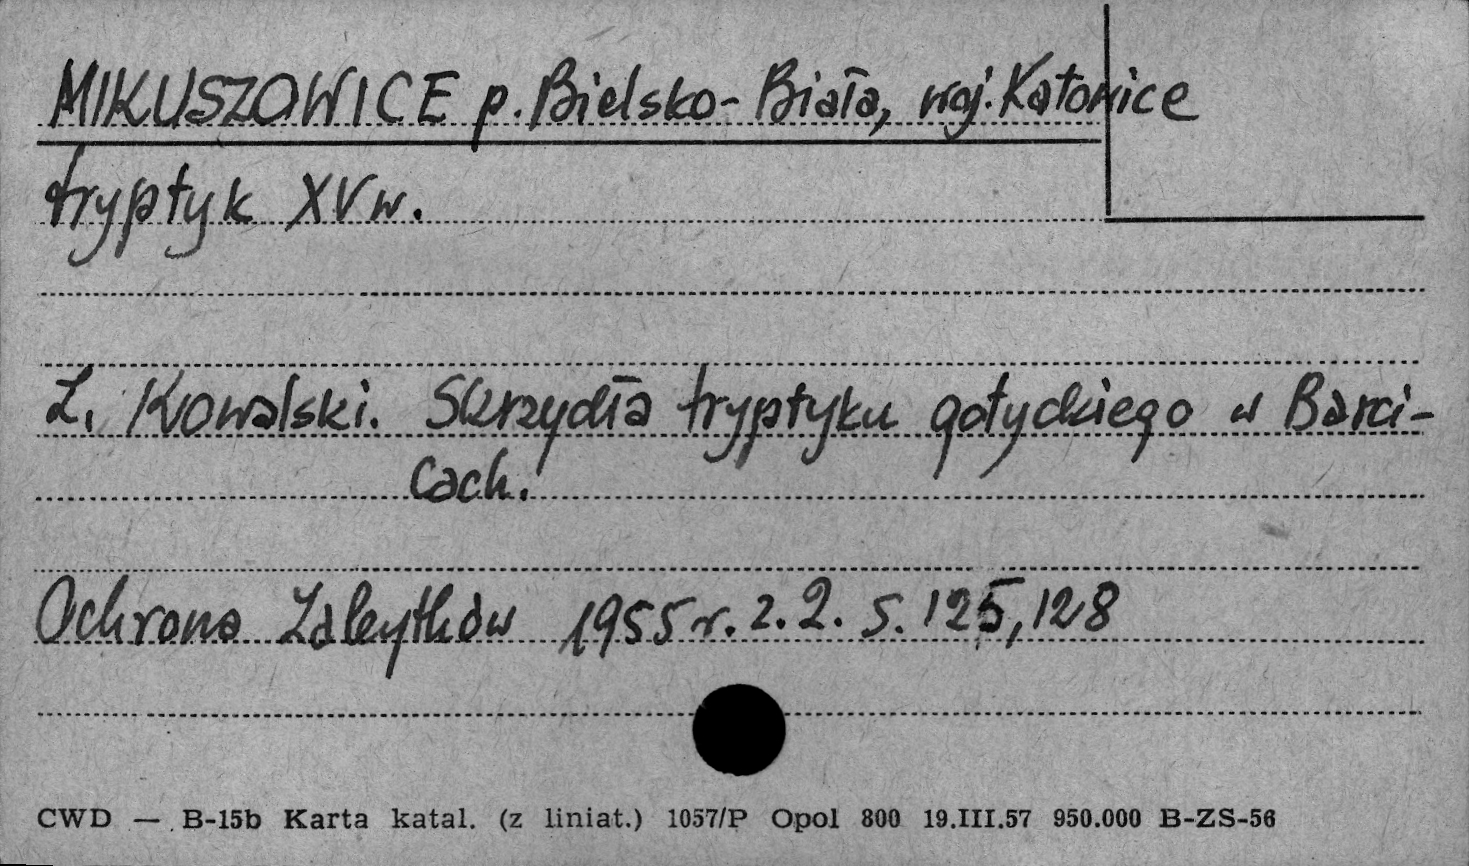 MIKUSZOWICE p. Bielsko-Biała, woj. Katowice
tryptyk XV w.
L. Kowalski. Skrzydła tryptyku gotyckiego w Barci-
cach.
Ochrona Zabytków 1955 r. z. 2. s. 125, 128
CWD — B-15b Karta katal. (z liniat.) 1057/P Opol 800 19.III.57 950.000 B-ZS-56